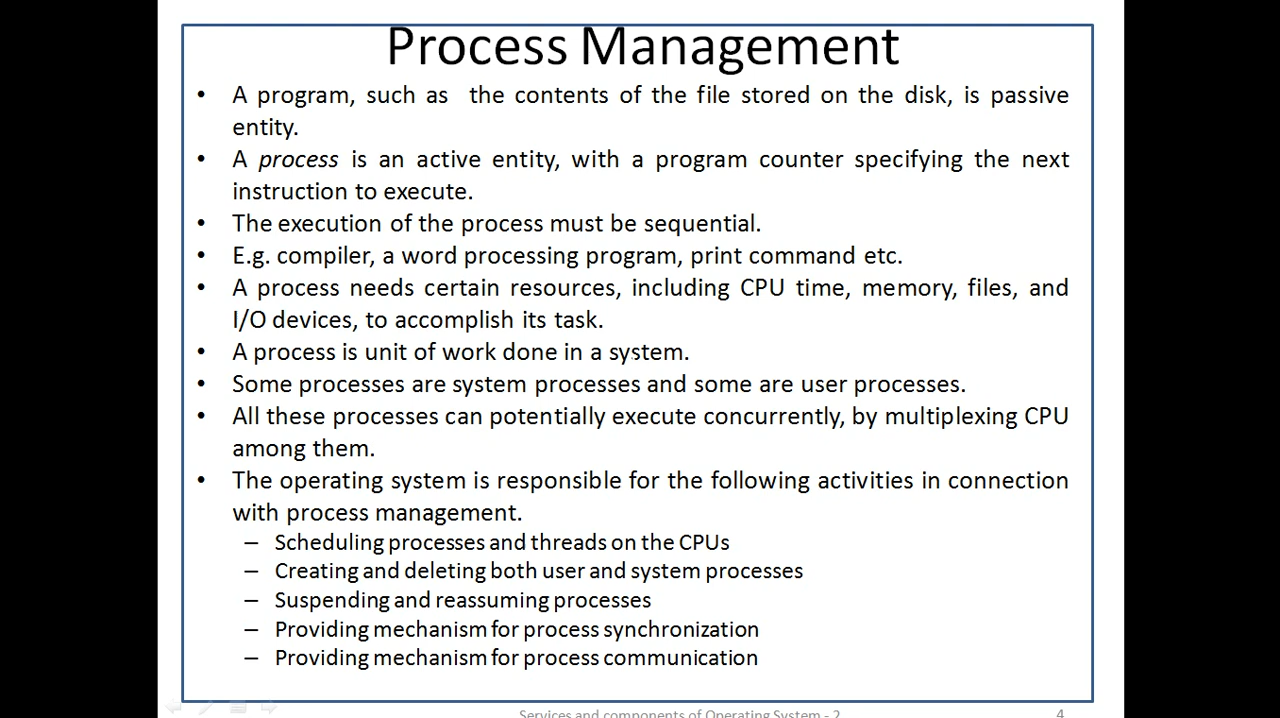 Process Management
• A program, such as the contents of the file stored on the disk, is passive
entity.
• A process is an active entity, with a program counter specifying the next
instruction to execute.
• The execution of the process must be sequential.
• E.g. compiler, a word processing program, print command etc.
• A process needs certain resources, including CPU time, memory, files, and
I/O devices, to accomplish its task.
• A process is unit of work done in a system.
• Some processes are system processes and some are user processes.
• All these processes can potentially execute concurrently, by multiplexing CPU
among them.
• The operating system is responsible for the following activities in connection
with process management.
– Scheduling processes and threads on the CPUs
– Creating and deleting both user and system processes
– Suspending and reassuming processes
– Providing mechanism for process synchronization
– Providing mechanism for process communication
Services and components of Operating System - 2
4